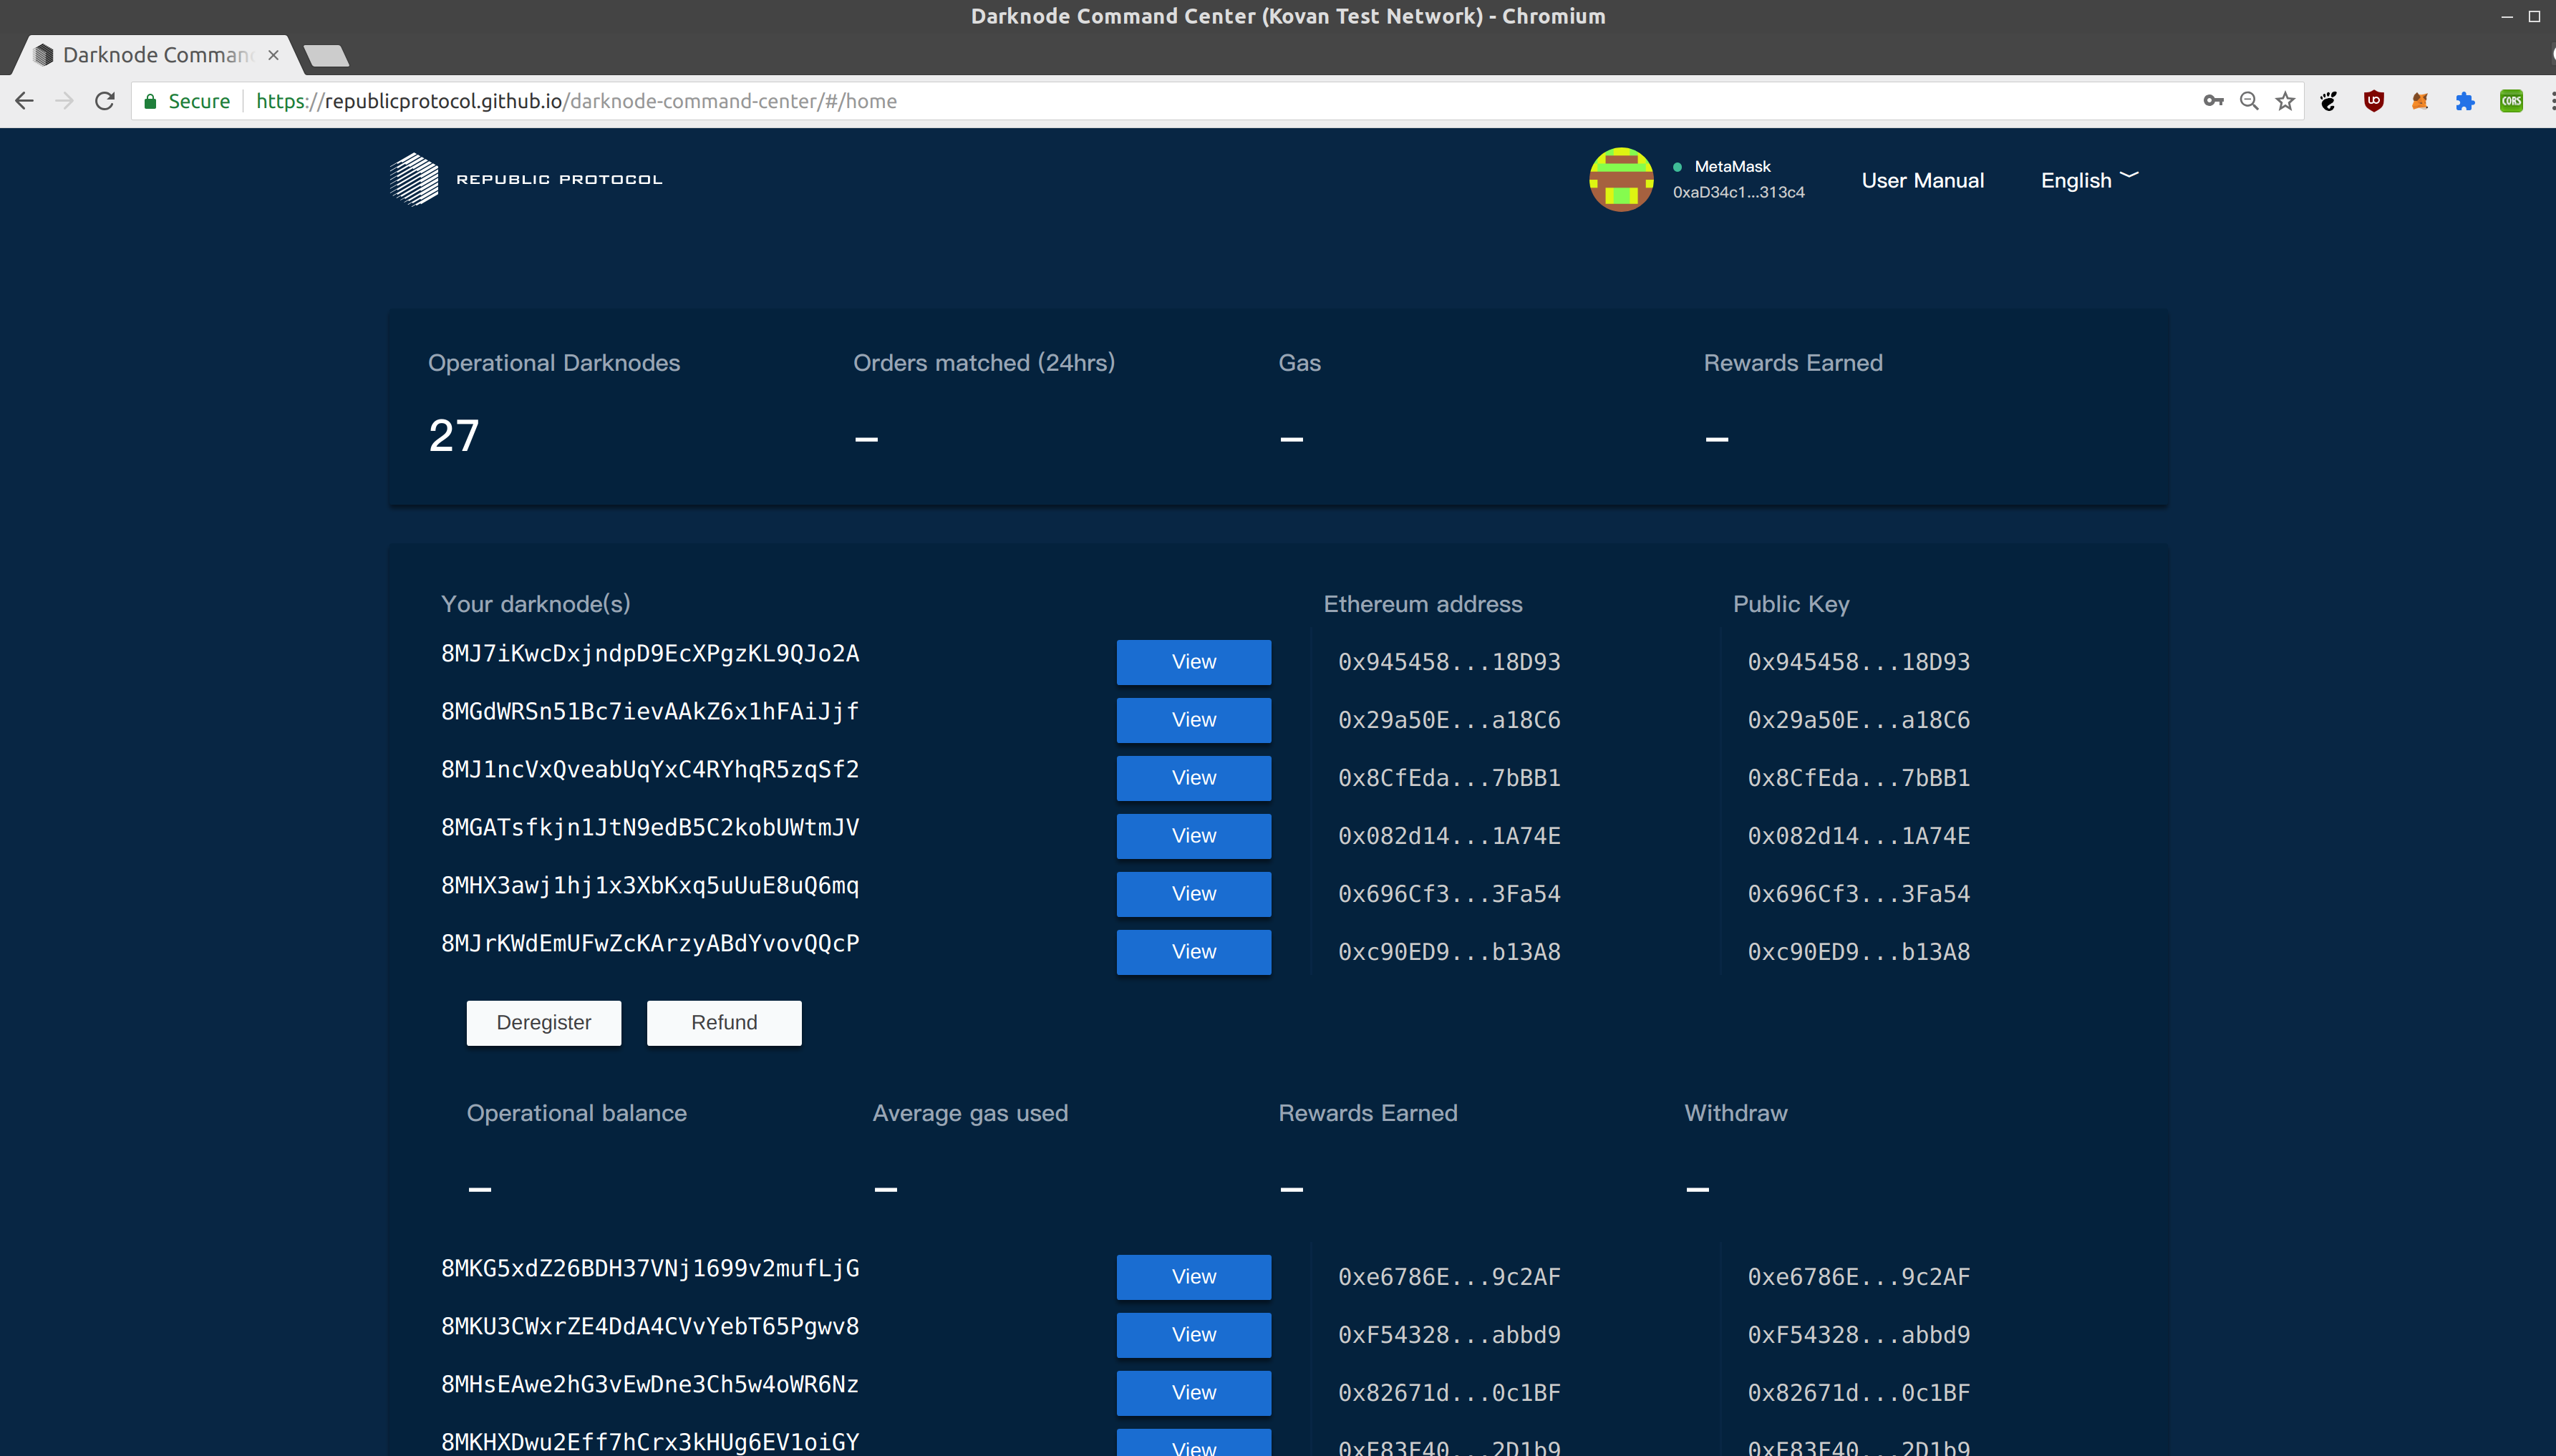 Darknode Command Center (Kovan Test Network) - Chromium
Darknode Comman
Secure https://republicprotocol.github.io/darknode-command-center/#/home
CORS
REPUBLIC PROTOCOL
MetaMask
0xaD34c1...313c4
User Manual
English
Operational Darknodes Orders matched (24hrs) Gas Rewards Earned
27 – – –
Your darknode(s) Ethereum address Public Key
8MJ7iKwcDxjndpD9EcXPgzKL9QJo2A View 0x945458...18D93 0x945458...18D93
8MGdWRSn51Bc7ievAAkZ6x1hFAiJjf View 0x29a50E...a18C6 0x29a50E...a18C6
8MJ1ncVxQveabUqYxC4RYhqR5zqSf2 View 0x8CfEda...7bBB1 0x8CfEda...7bBB1
8MGATsfkjn1JtN9edB5C2kobUWtmJV View 0x082d14...1A74E 0x082d14...1A74E
8MHX3awj1hj1x3XbKxq5uUuE8uQ6mq View 0x696Cf3...3Fa54 0x696Cf3...3Fa54
8MJrKWdEmUFwZcKArzyABdYvovQQcP View 0xc90ED9...b13A8 0xc90ED9...b13A8
Deregister Refund
Operational balance Average gas used Rewards Earned Withdraw
– – – –
8MKG5xdZ26BDH37VNj1699v2mufLjG View 0xe6786E...9c2AF 0xe6786E...9c2AF
8MKU3CWxrZE4DdA4CVvYebT65Pgwv8 View 0xF54328...abbd9 0xF54328...abbd9
8MHsEAwe2hG3vEwDne3Ch5w4oWR6Nz View 0x82671d...0c1BF 0x82671d...0c1BF
8MKHXDwu2Eff7hCrx3kHUg6EV1oiGY View